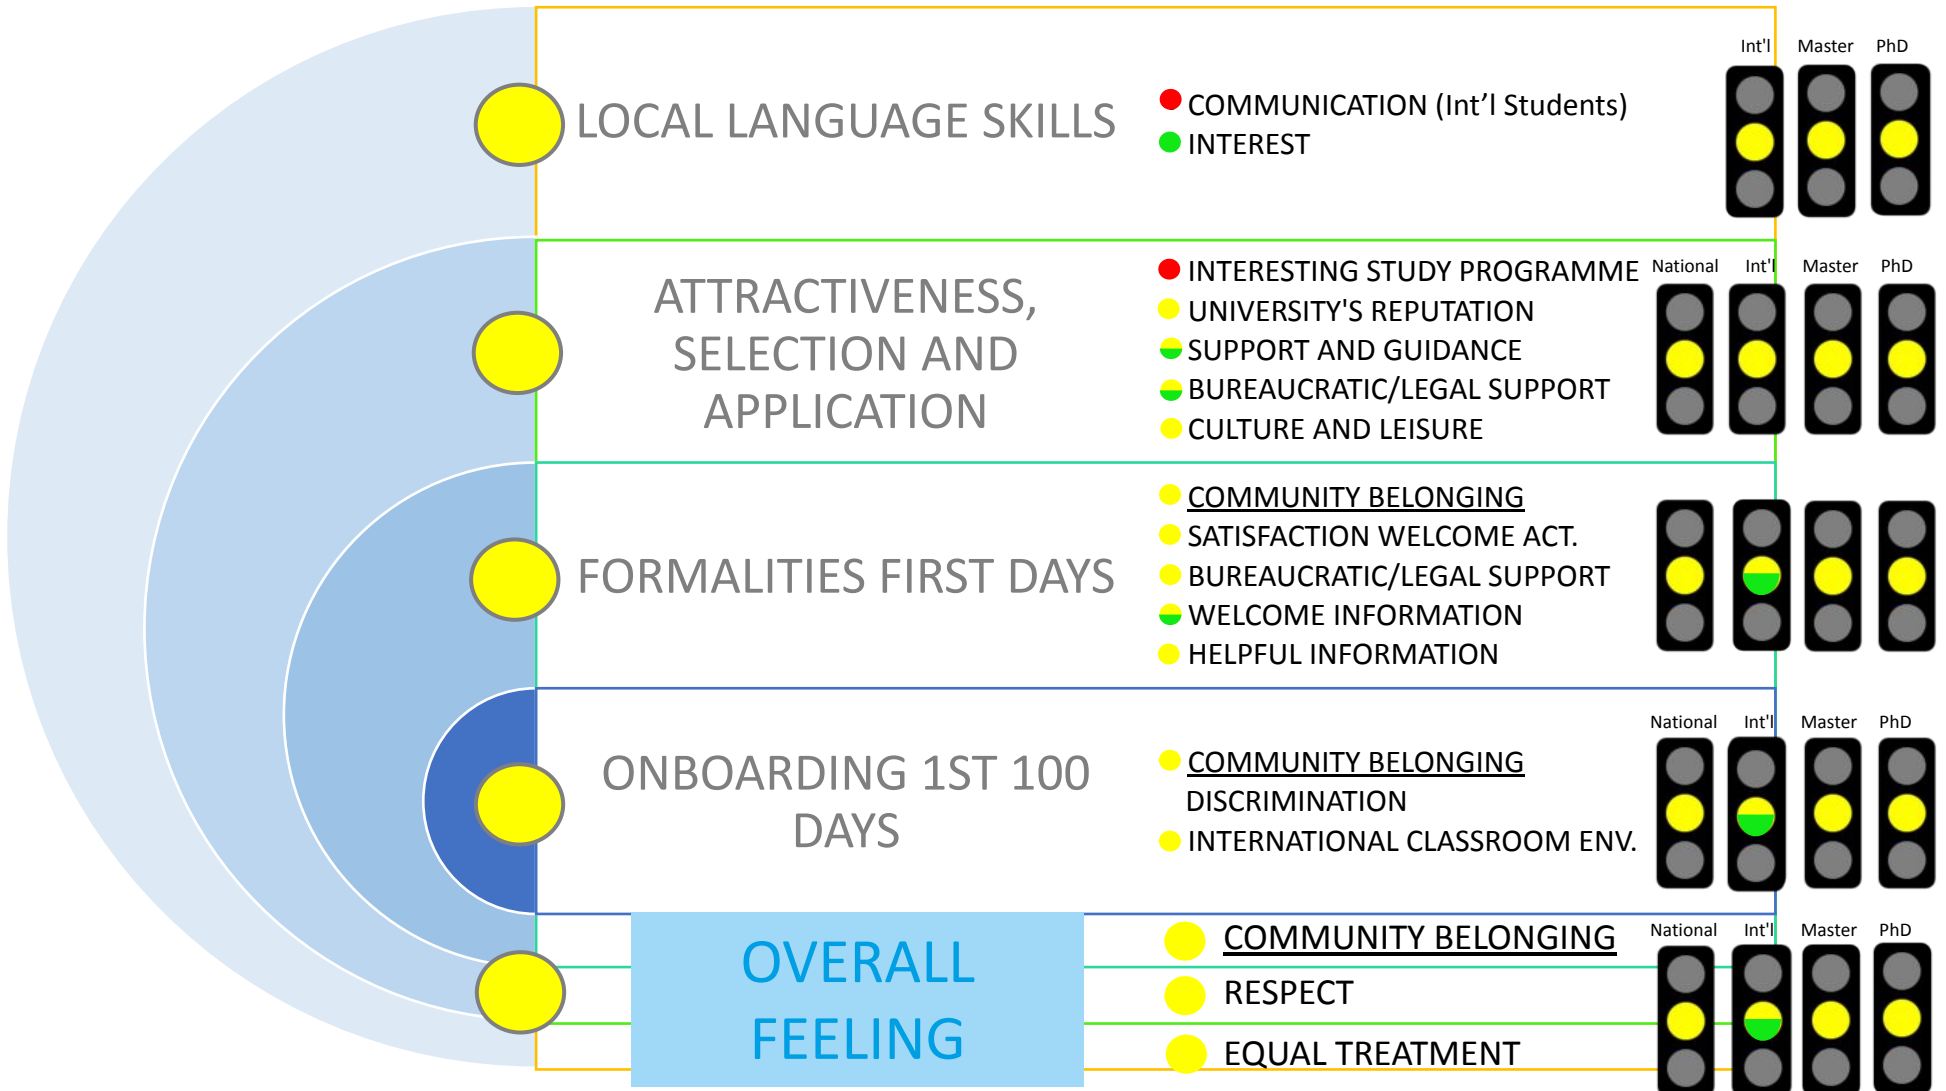 Int'l Master PhD
LOCAL LANGUAGE SKILLS
COMMUNICATION (Int’l Students)
INTEREST
National Int'l Master PhD
ATTRACTIVENESS,
SELECTION AND
APPLICATION
INTERESTING STUDY PROGRAMME
UNIVERSITY'S REPUTATION
SUPPORT AND GUIDANCE
BUREAUCRATIC/LEGAL SUPPORT
CULTURE AND LEISURE
FORMALITIES FIRST DAYS
COMMUNITY BELONGING
SATISFACTION WELCOME ACT.
BUREAUCRATIC/LEGAL SUPPORT
WELCOME INFORMATION
HELPFUL INFORMATION
National Int'l Master PhD
ONBOARDING 1ST 100
DAYS
COMMUNITY BELONGING
DISCRIMINATION
INTERNATIONAL CLASSROOM ENV.
National Int'l Master PhD
OVERALL
FEELING
COMMUNITY BELONGING
RESPECT
EQUAL TREATMENT